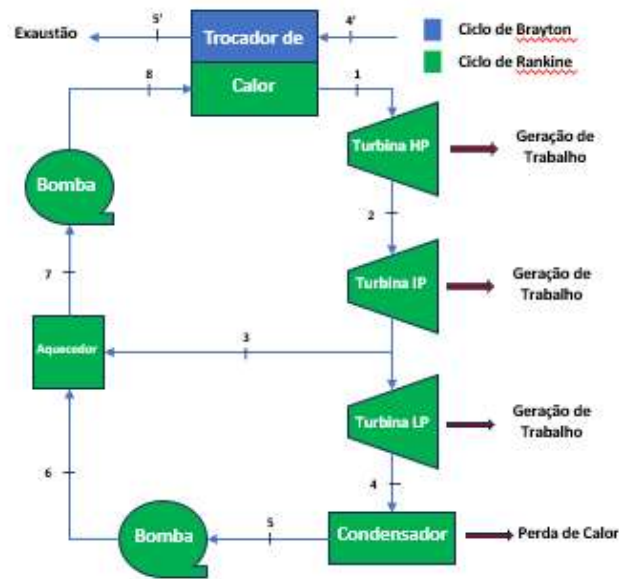 Exaustão
5'
Trocador de
Calor
4'
Ciclo de Brayton
Ciclo de Rankine
8
1
Turbina HP
Geração de
Trabalho
Bomba
2
7
Turbina IP
Geração de
Trabalho
Aquecedor
3
Turbina LP
Geração de
Trabalho
6
4
Bomba
5
Condensador
Perda de Calor